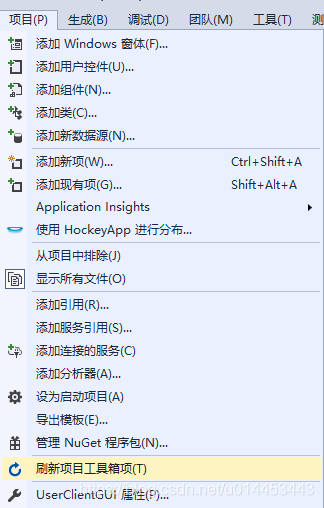 项目(P) 生成(B) 调试(D) 团队(M) 工具(T)
添加 Windows 窗体(F)...
添加用户控件(U)...
添加组件(N)...
添加类(C)...
添加新数据源(N)...
添加新项(W)... Ctrl+Shift+A
添加现有项(G)... Shift+Alt+A
Application Insights
使用 HockeyApp 进行分布...
从项目中排除(J)
显示所有文件(O)
添加引用(R)...
添加服务引用(S)...
添加连接的服务(C)
添加分析器(A)...
设为启动项目(A)
导出模板(E)...
管理 NuGet 程序包(N)...
刷新项目工具箱项(T)
UserClientGUI 属性(P)...